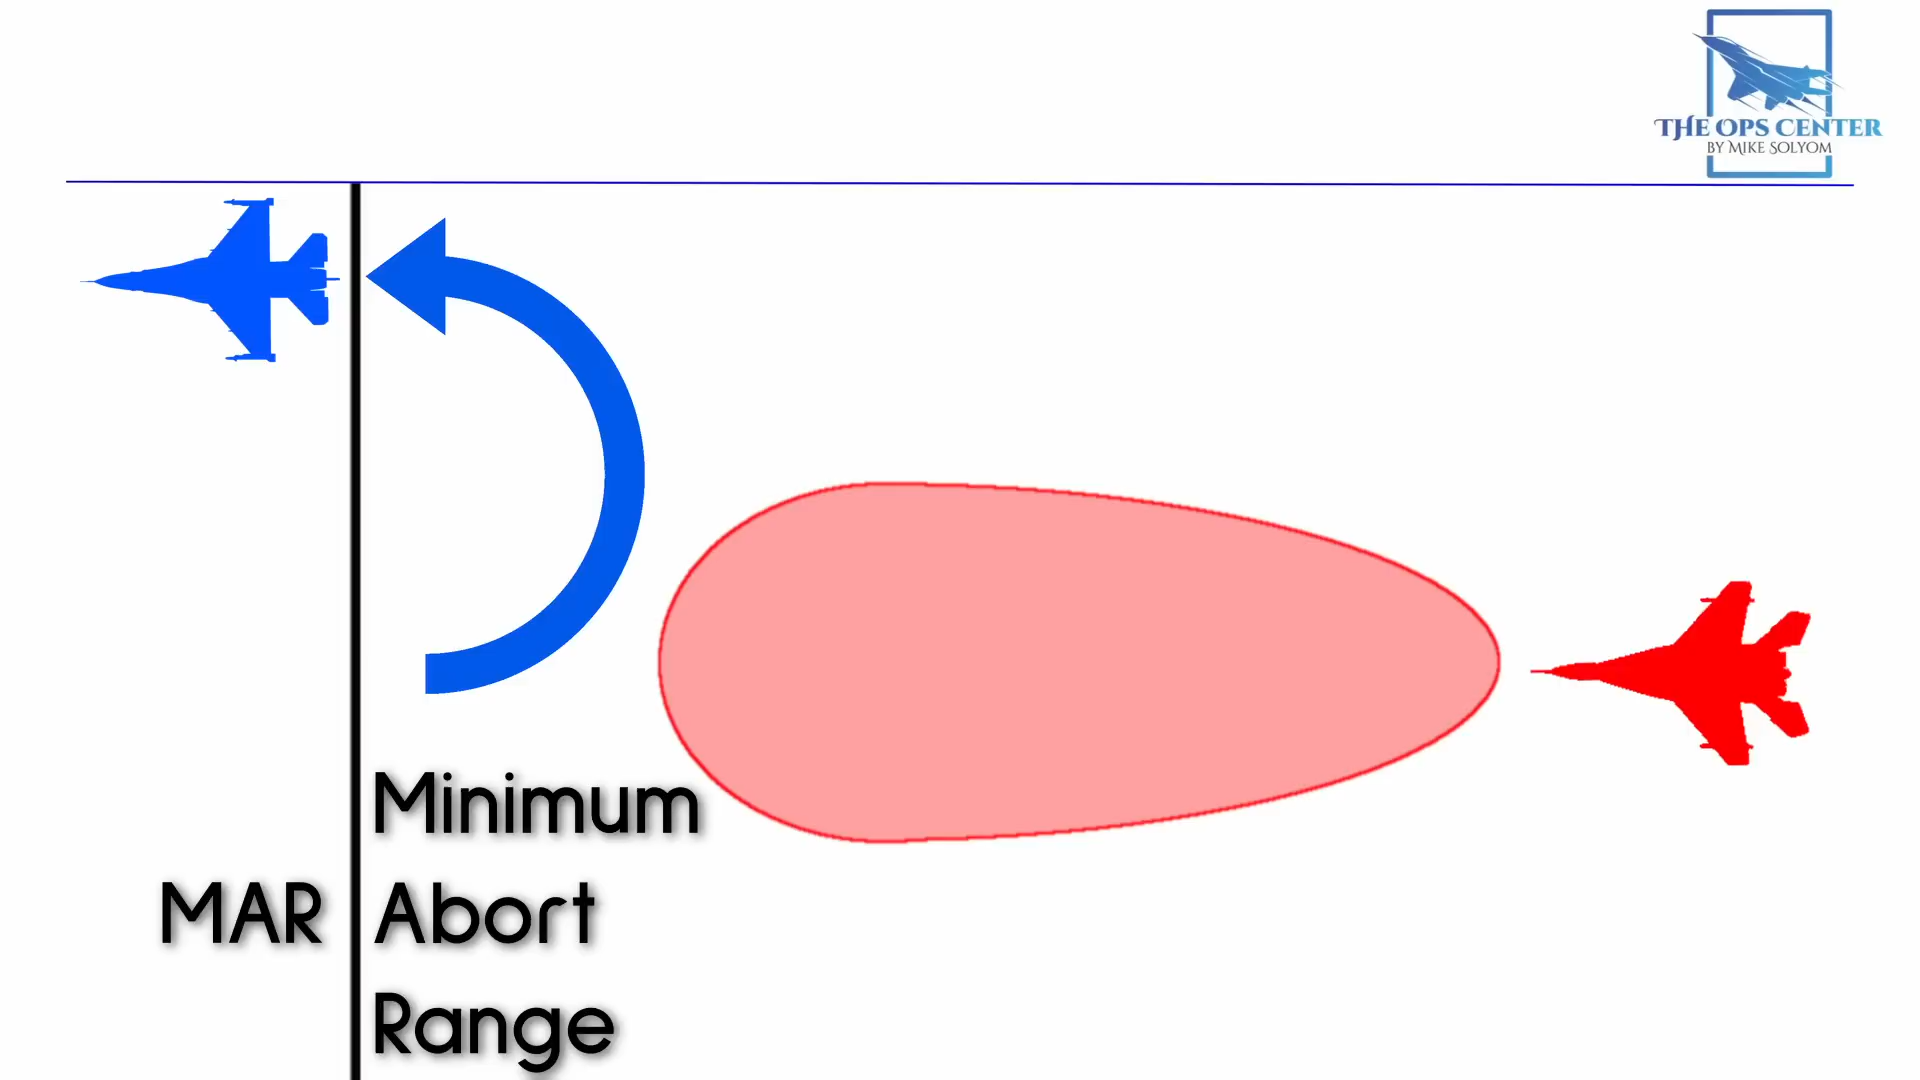 THE OPS CENTER
BY MIKE SOLYOM
Minimum
MAR Abort
Range